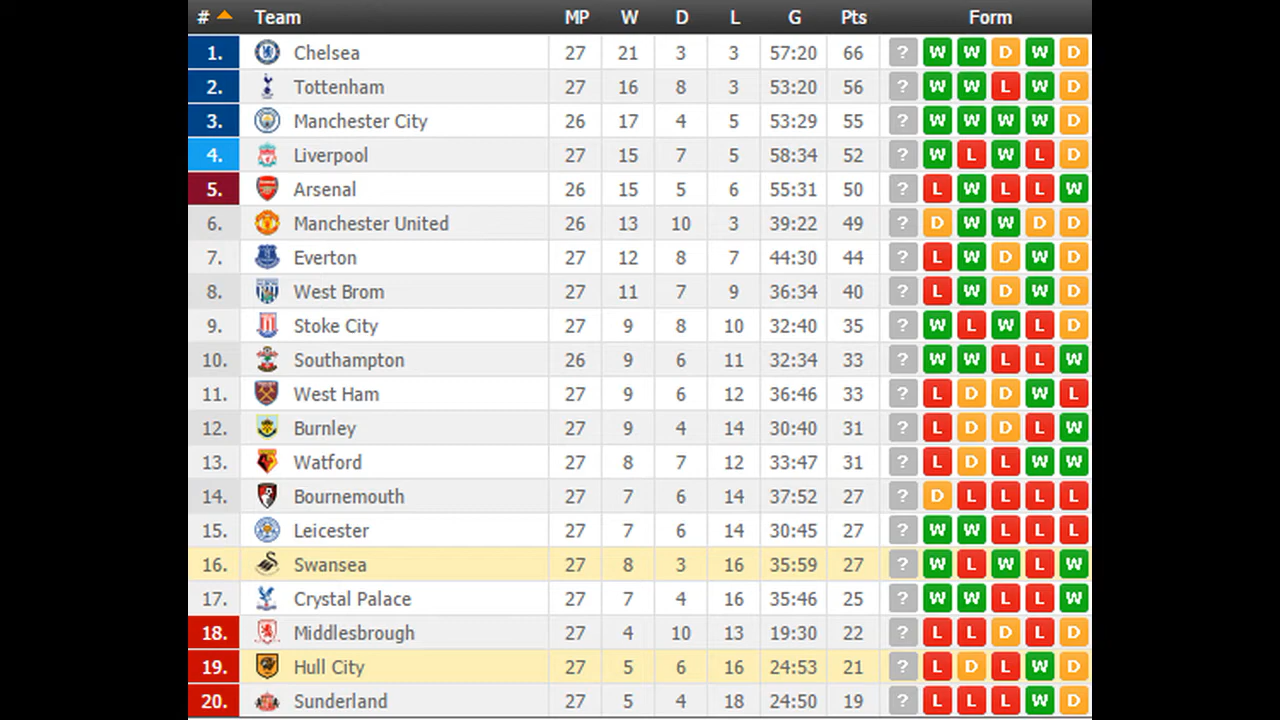 # Team MP W D L G Pts Form
1. Chelsea 27 21 3 3 57:20 66 ? W W D W D
2. Tottenham 27 16 8 3 53:20 56 ? W W L W D
3. Manchester City 26 17 4 5 53:29 55 ? W W W W D
4. Liverpool 27 15 7 5 58:34 52 ? W L W L D
5. Arsenal 26 15 5 6 55:31 50 ? L W L L W
6. Manchester United 26 13 10 3 39:22 49 ? D W W D D
7. Everton 27 12 8 7 44:30 44 ? L W D W D
8. West Brom 27 11 7 9 36:34 40 ? L W D W D
9. Stoke City 27 9 8 10 32:40 35 ? W L W L D
10. Southampton 26 9 6 11 32:34 33 ? W W L L W
11. West Ham 27 9 6 12 36:46 33 ? L D D W L
12. Burnley 27 9 4 14 30:40 31 ? L D D L W
13. Watford 27 8 7 12 33:47 31 ? L D L W W
14. Bournemouth 27 7 6 14 37:52 27 ? D L L L L
15. Leicester 27 7 6 14 30:45 27 ? W W L L L
16. Swansea 27 8 3 16 35:59 27 ? W L W L W
17. Crystal Palace 27 7 4 16 35:46 25 ? W W L L W
18. Middlesbrough 27 4 10 13 19:30 22 ? L L D L D
19. Hull City 27 5 6 16 24:53 21 ? L D L W D
20. Sunderland 27 5 4 18 24:50 19 ? L L L W D